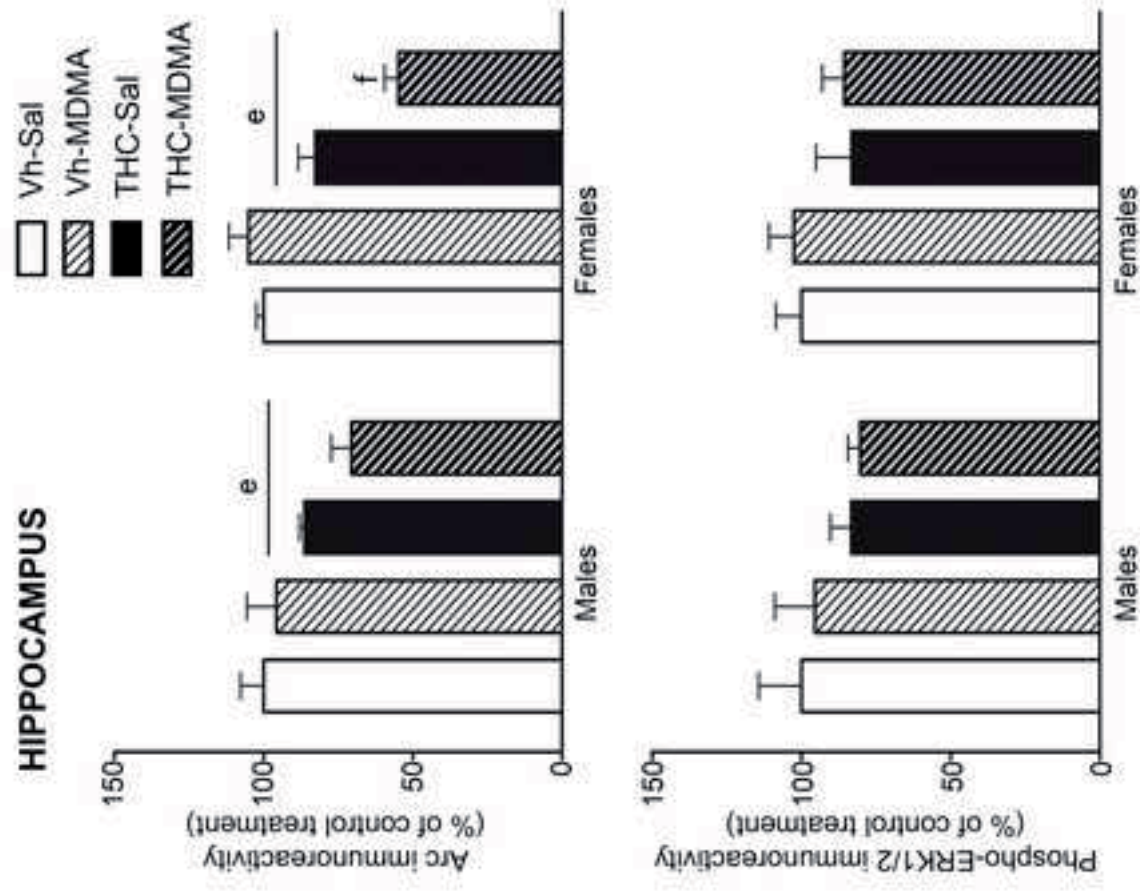 HIPPOCAMPUS
Vh-Sal
Vh-MDMA
THC-Sal
THC-MDMA
Arc immunoreactivity
(% of control treatment)
150
100
50
0
e
e
f
Males
Females
Phospho-ERK1/2 immunoreactivity
(% of control treatment)
150
100
50
0
Males
Females